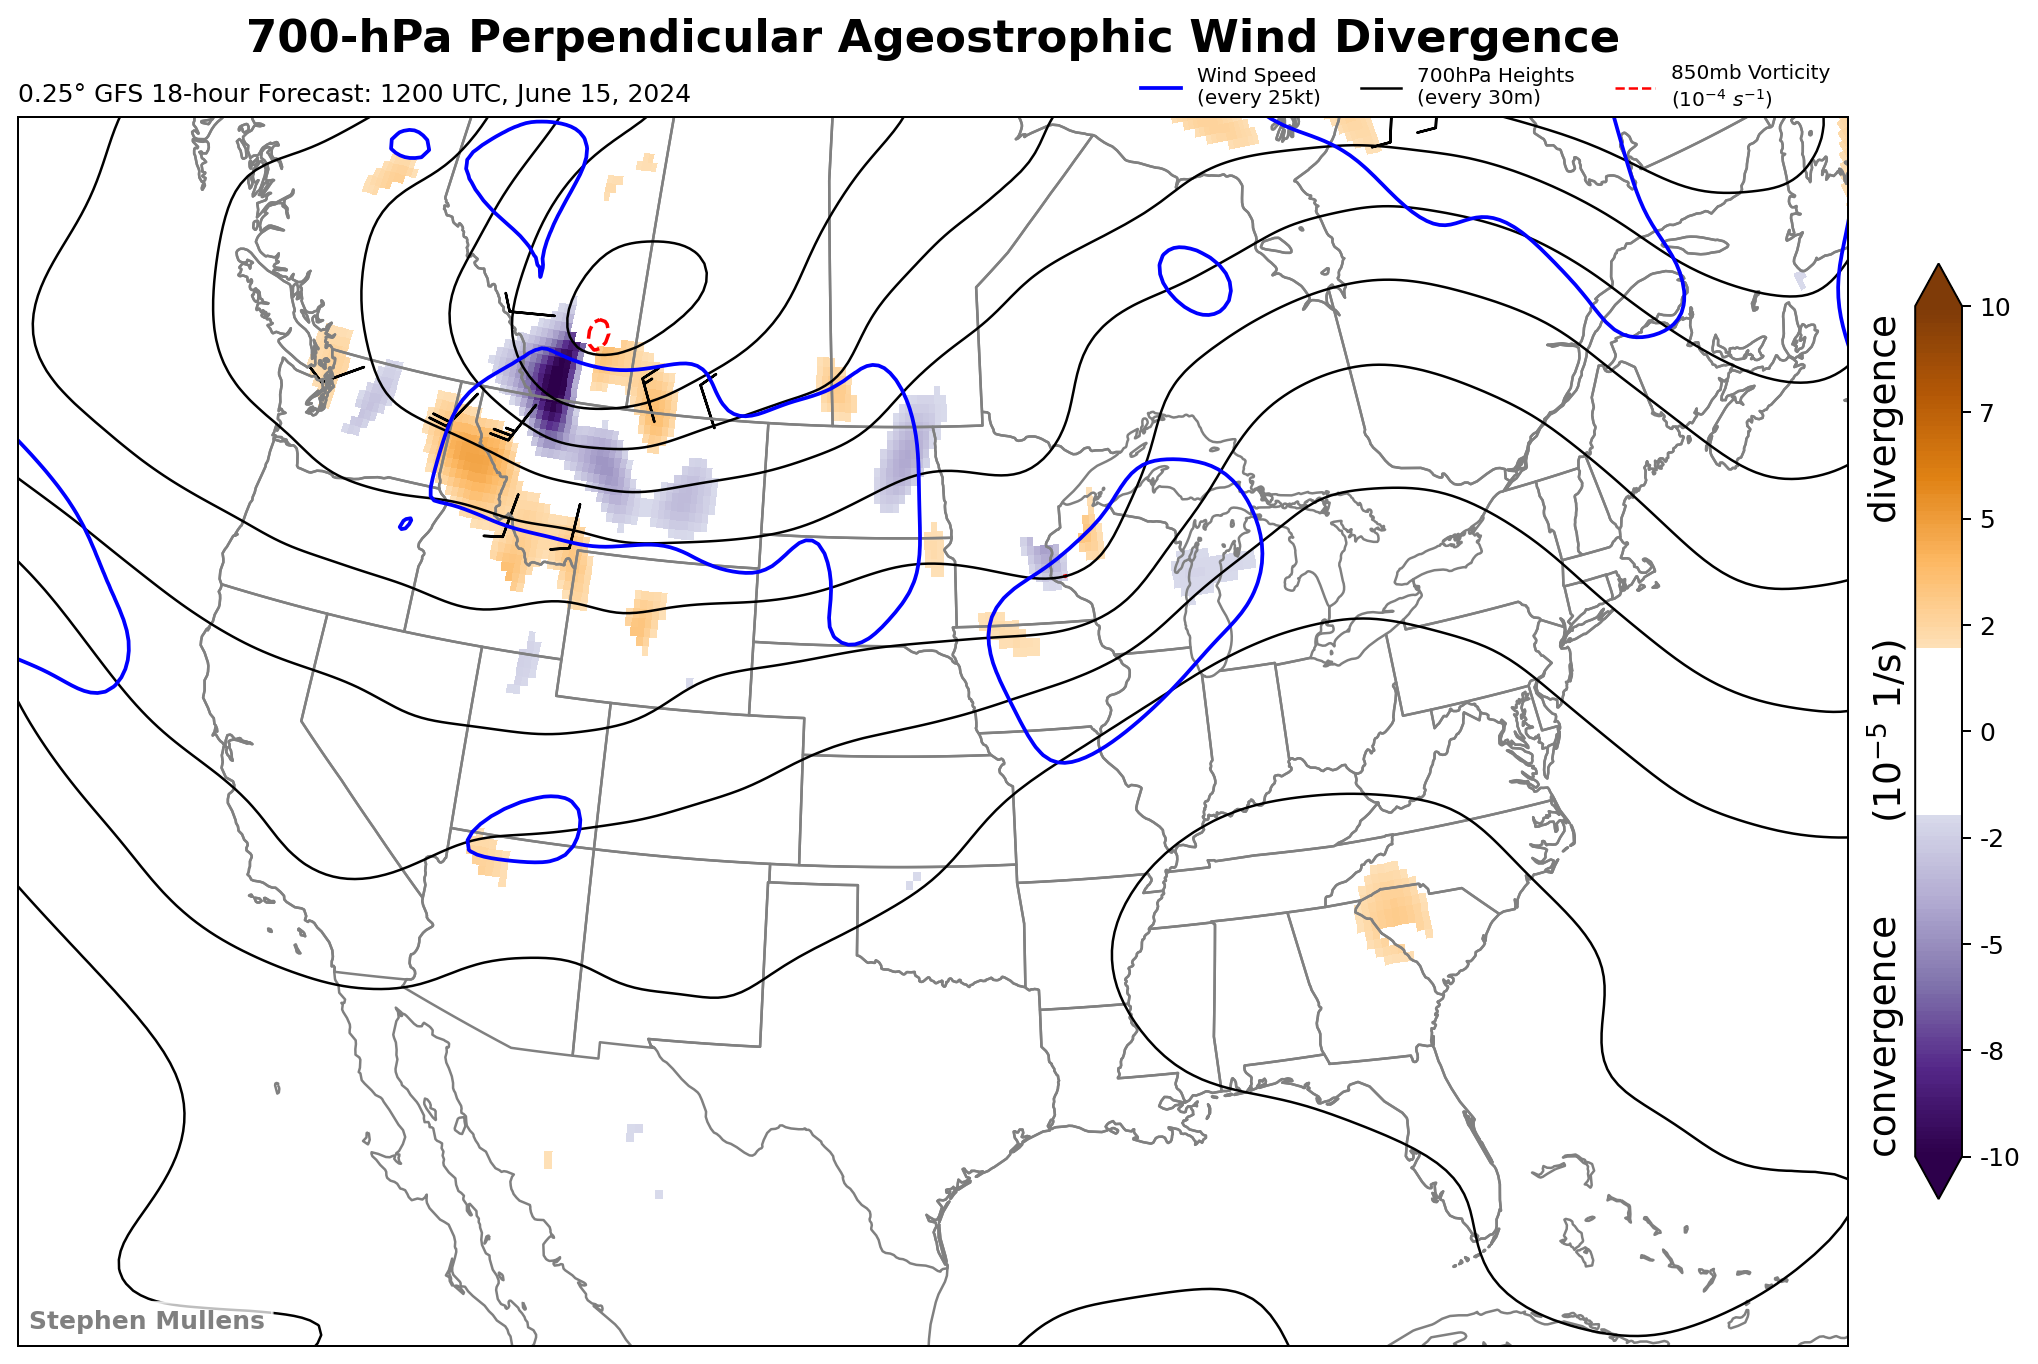 700-hPa Perpendicular Ageostrophic Wind Divergence
0.25° GFS 18-hour Forecast: 1200 UTC, June 15, 2024
Wind Speed
(every 25kt)
700hPa Heights
(every 30m)
850mb Vorticity
(10⁻⁴ s⁻¹)
10
7
5
2
0
-2
-5
-8
-10
convergence (10⁻⁵ 1/s) divergence
Stephen Mullens